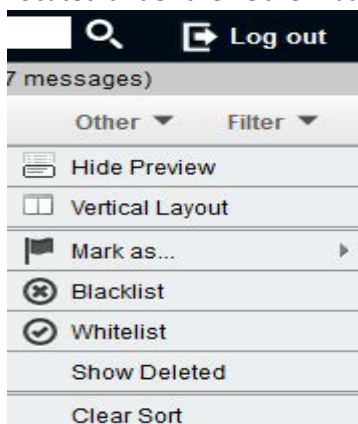 Log out
7 messages)
Other Filter
Hide Preview
Vertical Layout
Mark as...
Blacklist
Whitelist
Show Deleted
Clear Sort